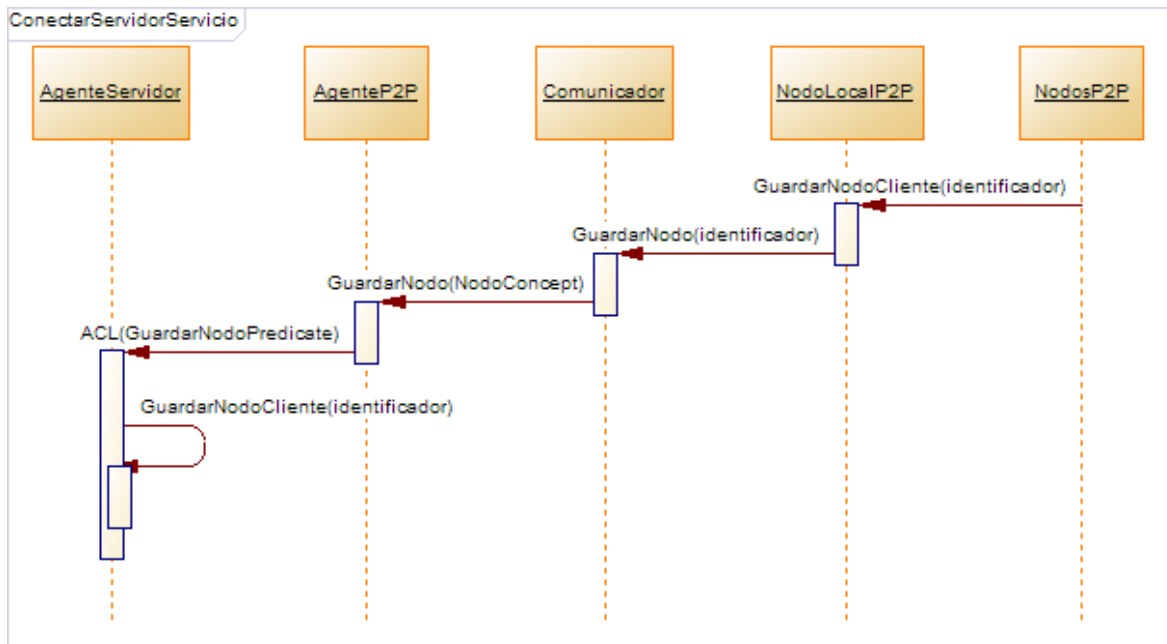 ConectarServidorServicio
AgenteServidor
AgenteP2P
Comunicador
NodoLocalP2P
NodosP2P
GuardarNodoCliente(identificador)
GuardarNodo(identificador)
GuardarNodo(NodoConcept)
ACL(GuardarNodoPredicate)
GuardarNodoCliente(identificador)